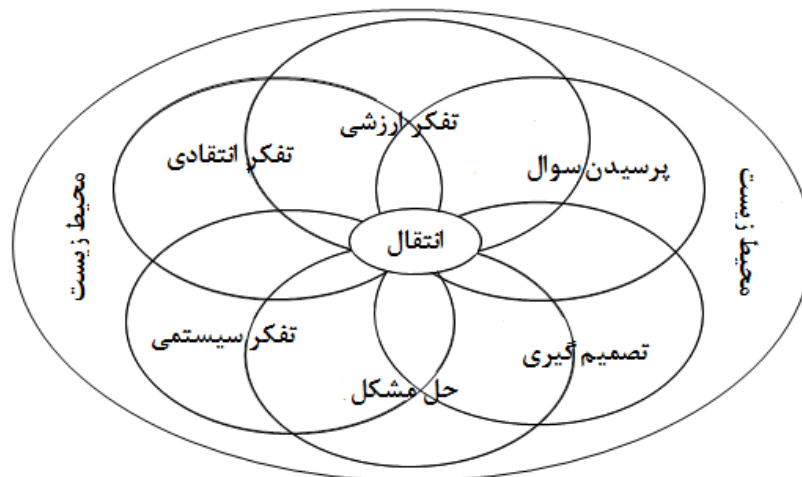 تفکر ارزشی
پرسیدن سوال
تفکر انتقادی
محیط زیست
محیط زیست
انتقال
تصمیم گیری
تفکر سیستمی
حل مشکل